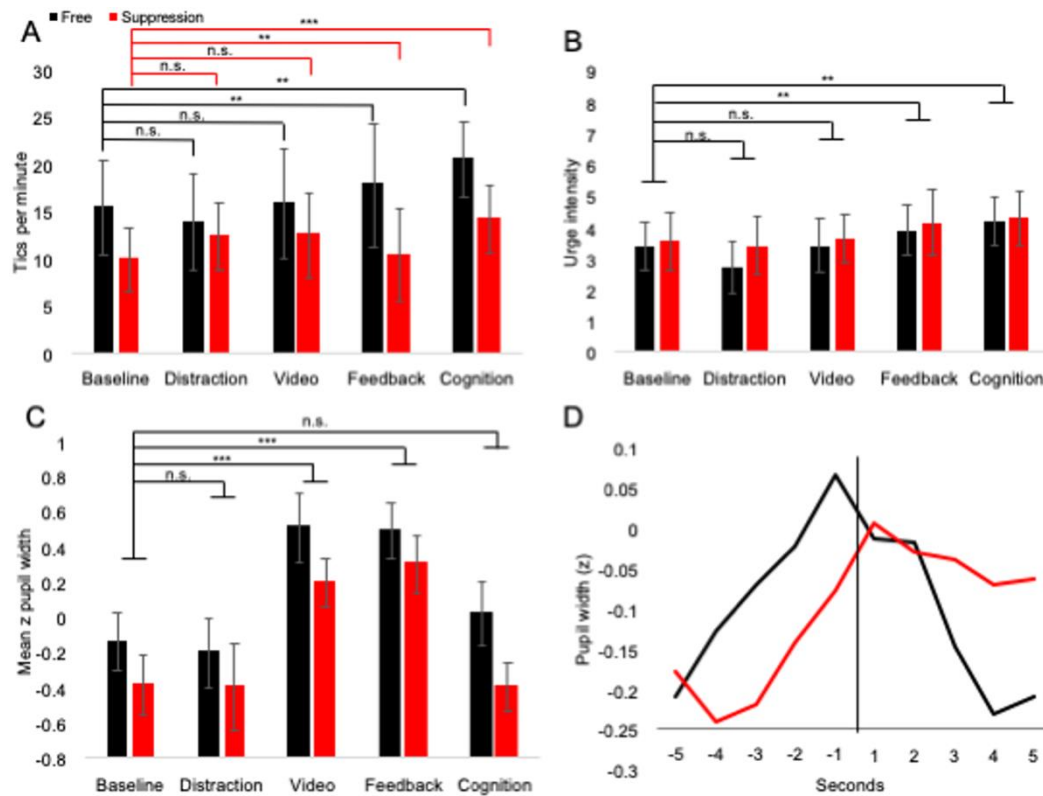 Free Suppression
A
***
**
n.s.
n.s.
**
**
n.s.
n.s.
30
25
20
15
10
5
0
Tics per minute
Baseline Distraction Video Feedback Cognition
B
9
8
7
6
5
4
3
2
1
0
**
**
n.s.
n.s.
Urge intensity
Baseline Distraction Video Feedback Cognition
C
n.s.
***
***
n.s.
1
0.8
0.6
0.4
0.2
0
-0.2
-0.4
-0.6
-0.8
Mean z pupil width
Baseline Distraction Video Feedback Cognition
D
0.1
0.05
0
-0.05
-0.1
-0.15
-0.2
-0.25
-0.3
Pupil width (z)
-5 -4 -3 -2 -1 1 2 3 4 5
Seconds